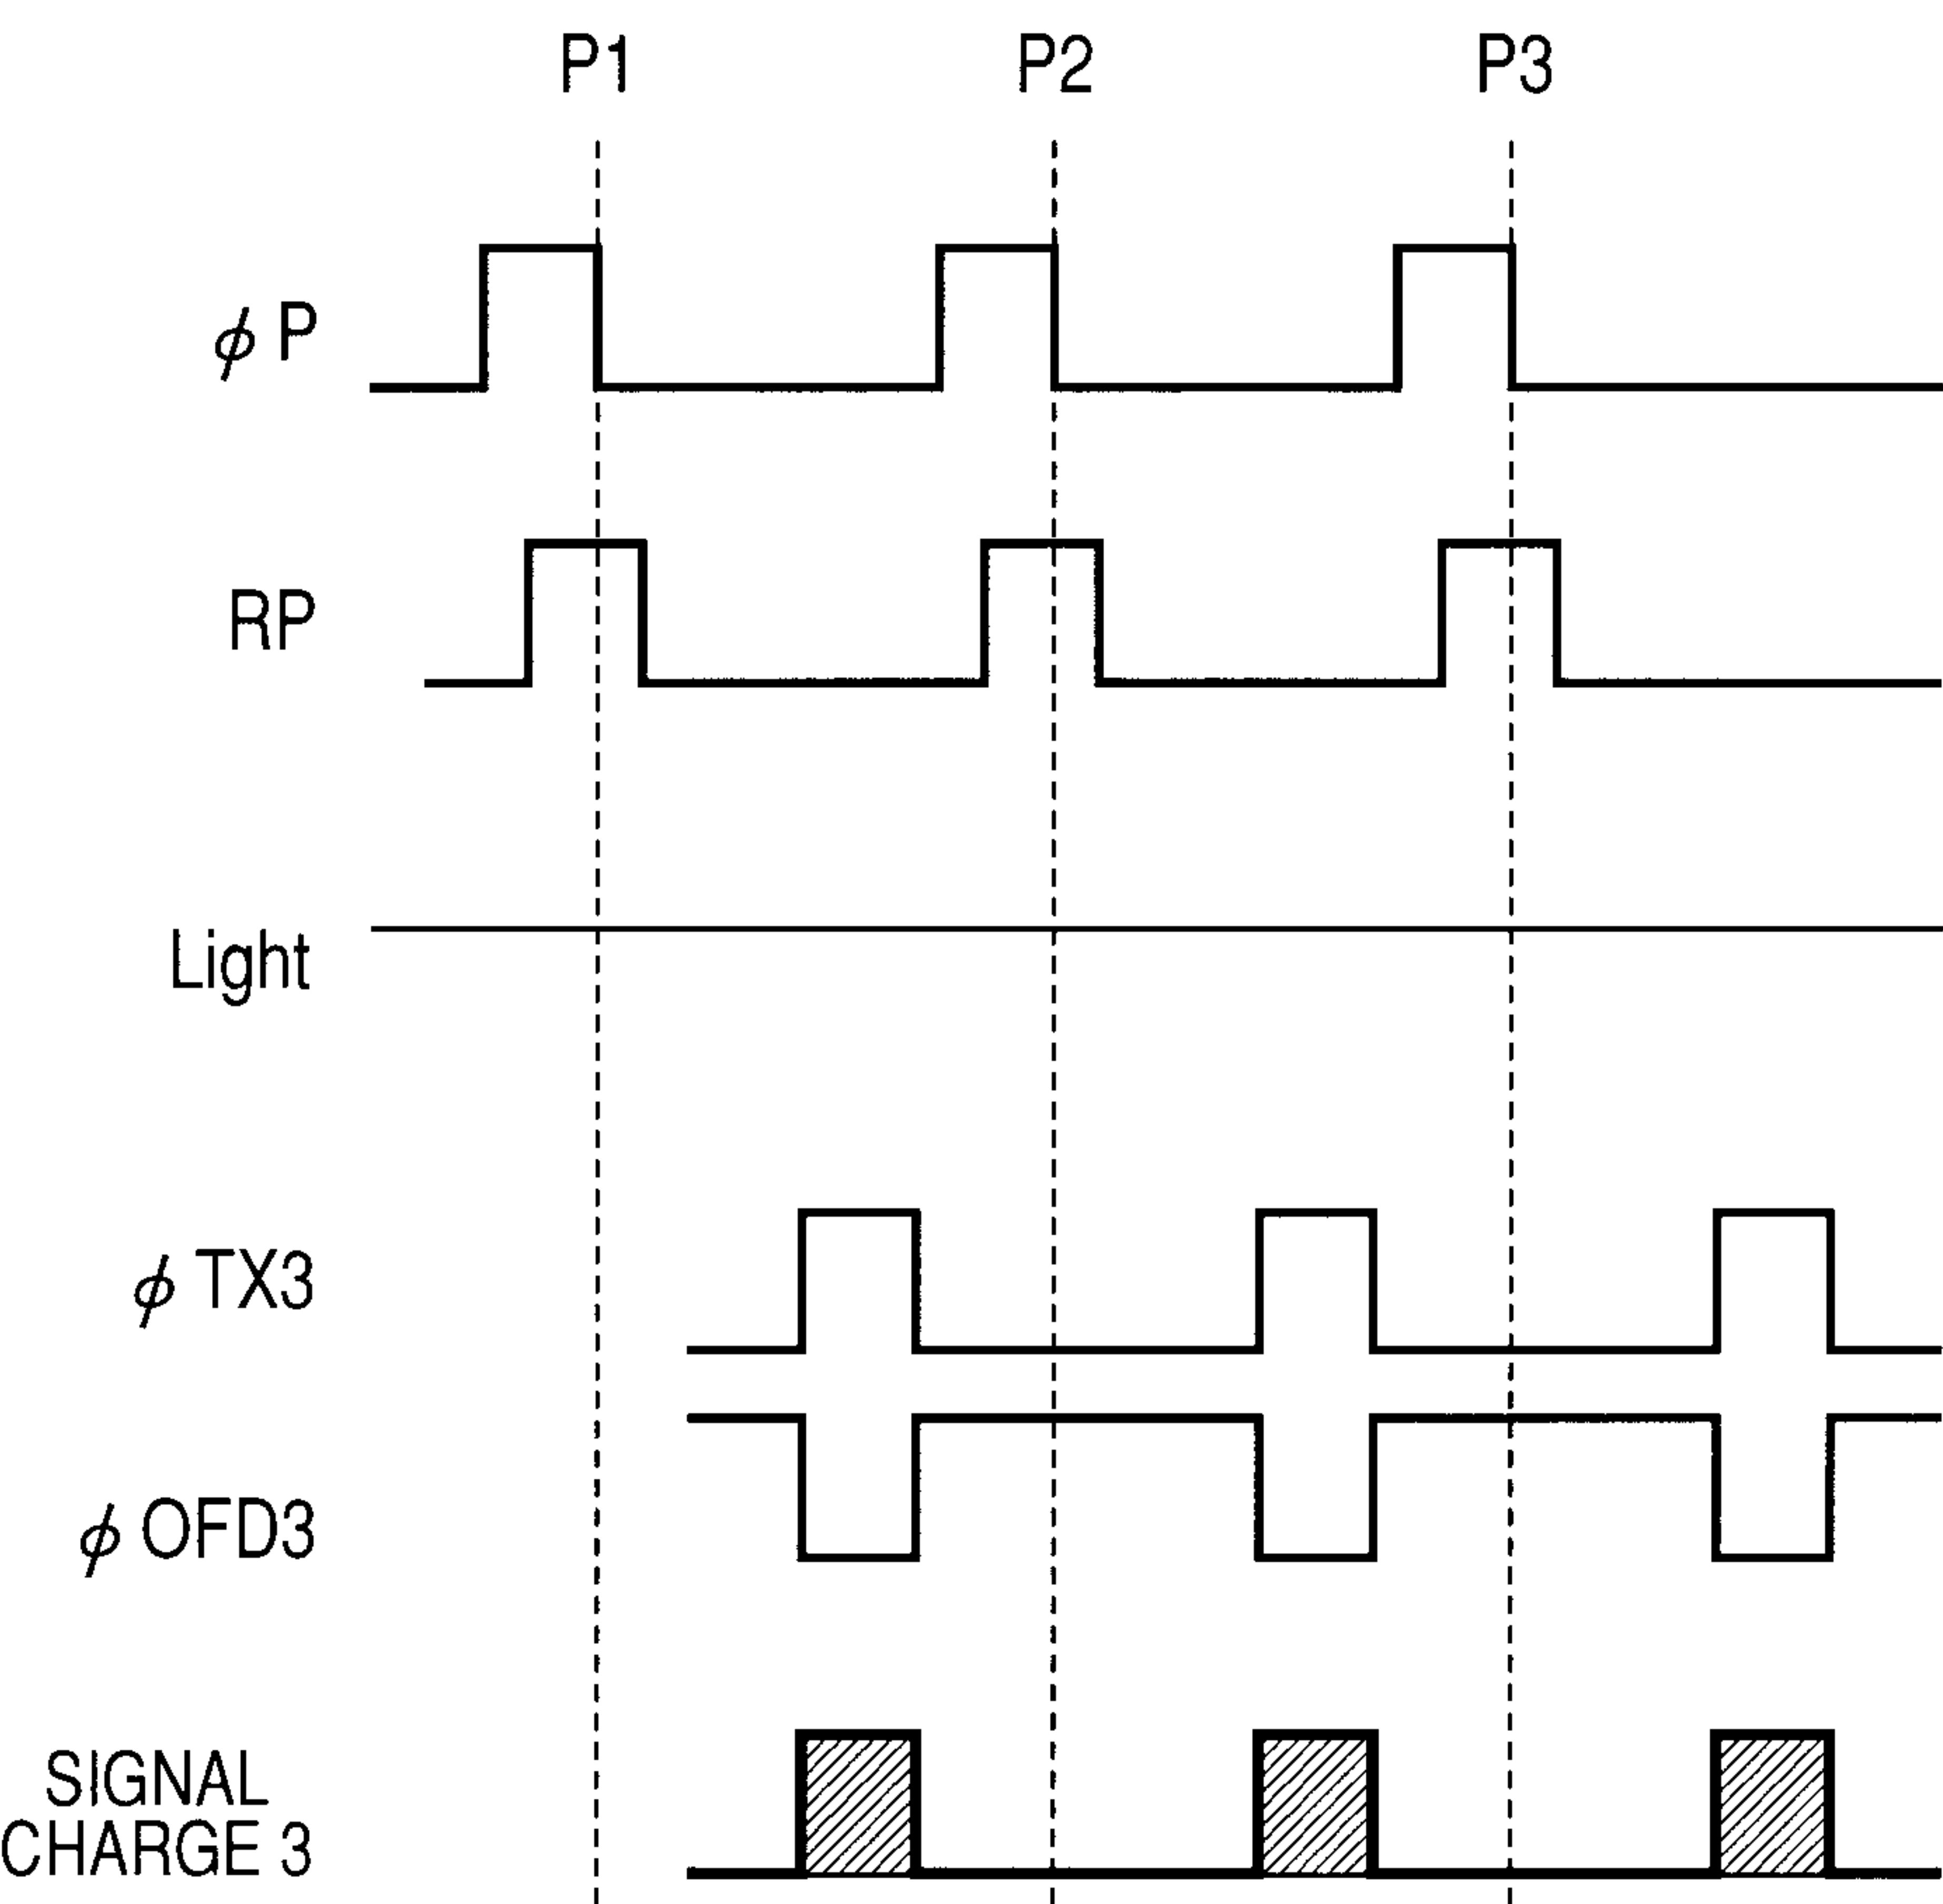 P1 P2 P3
ϕ P
RP
Light
ϕ TX3
ϕ OFD3
SIGNAL
CHARGE 3